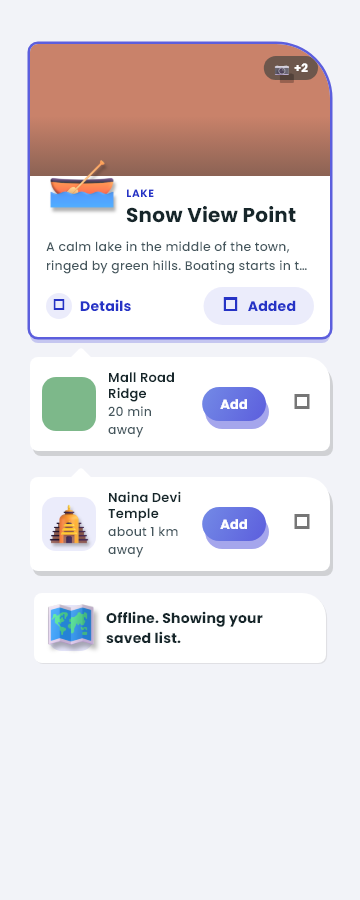 +2
LAKE
Snow View Point
A calm lake in the middle of the town,
ringed by green hills. Boating starts in t…
Details
Added
Mall Road
Ridge
20 min
away
Add
Naina Devi
Temple
about 1 km
away
Add
Offline. Showing your
saved list.